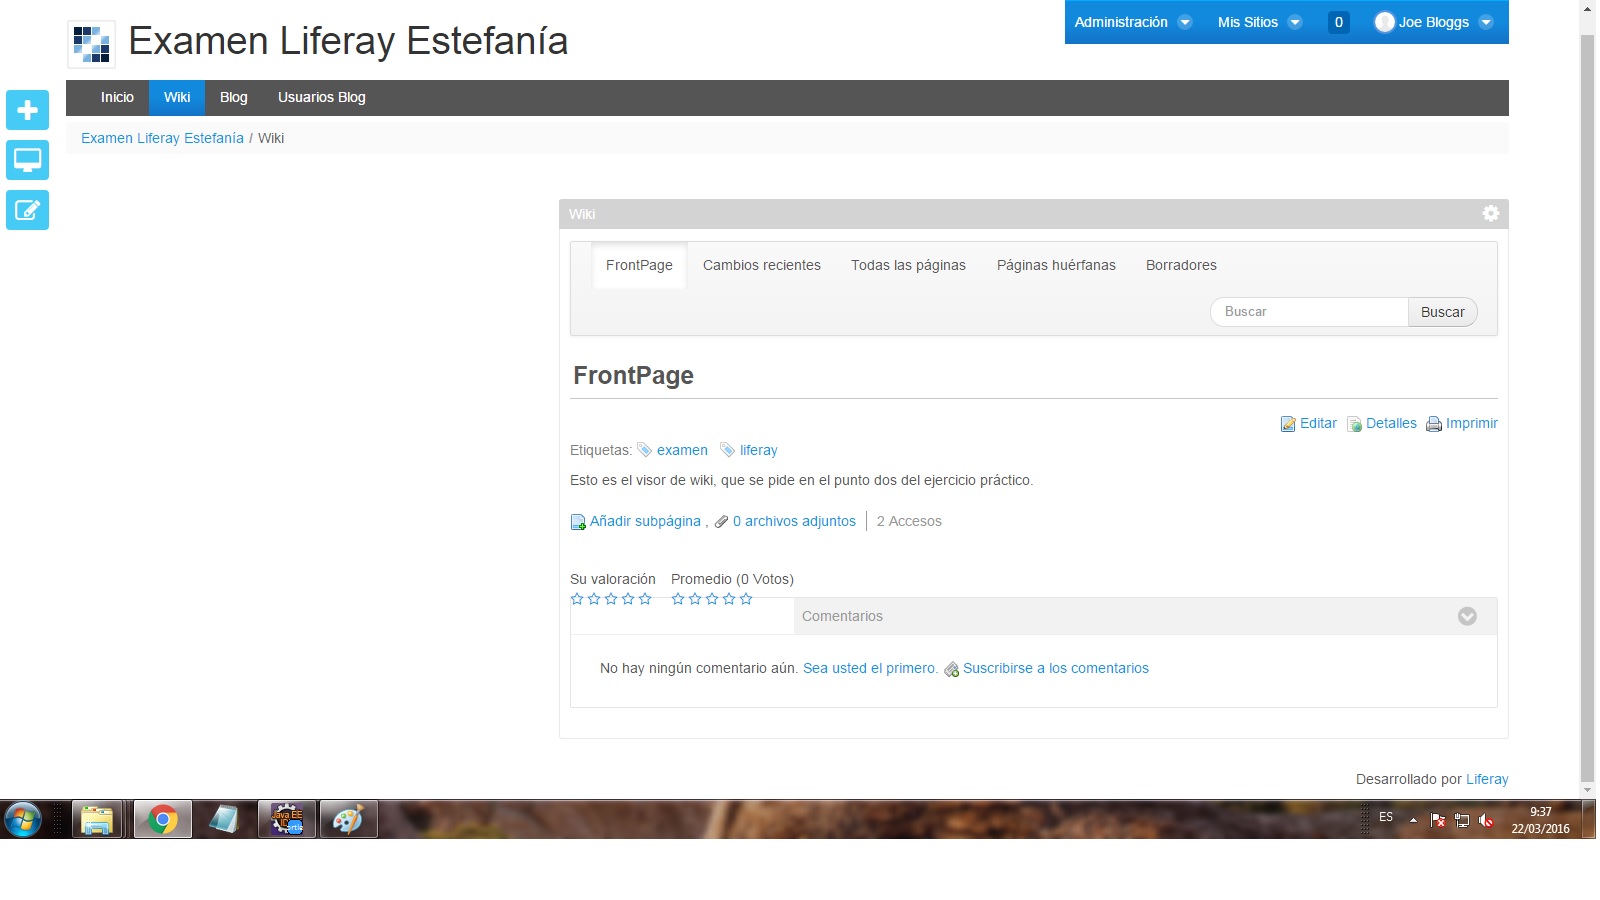 Examen Liferay Estefanía
Administración Mis Sitios 0 Joe Bloggs
Inicio Wiki Blog Usuarios Blog
Examen Liferay Estefanía / Wiki
Wiki
FrontPage Cambios recientes Todas las páginas Páginas huérfanas Borradores
Buscar Buscar
FrontPage
Editar Detalles Imprimir
Etiquetas: examen liferay
Esto es el visor de wiki, que se pide en el punto dos del ejercicio práctico.
Añadir subpágina , 0 archivos adjuntos 2 Accesos
Su valoración Promedio (0 Votos)
Comentarios
No hay ningún comentario aún. Sea usted el primero. Suscribirse a los comentarios
Desarrollado por Liferay
Java EE
IDE
ES
9:37
22/03/2016